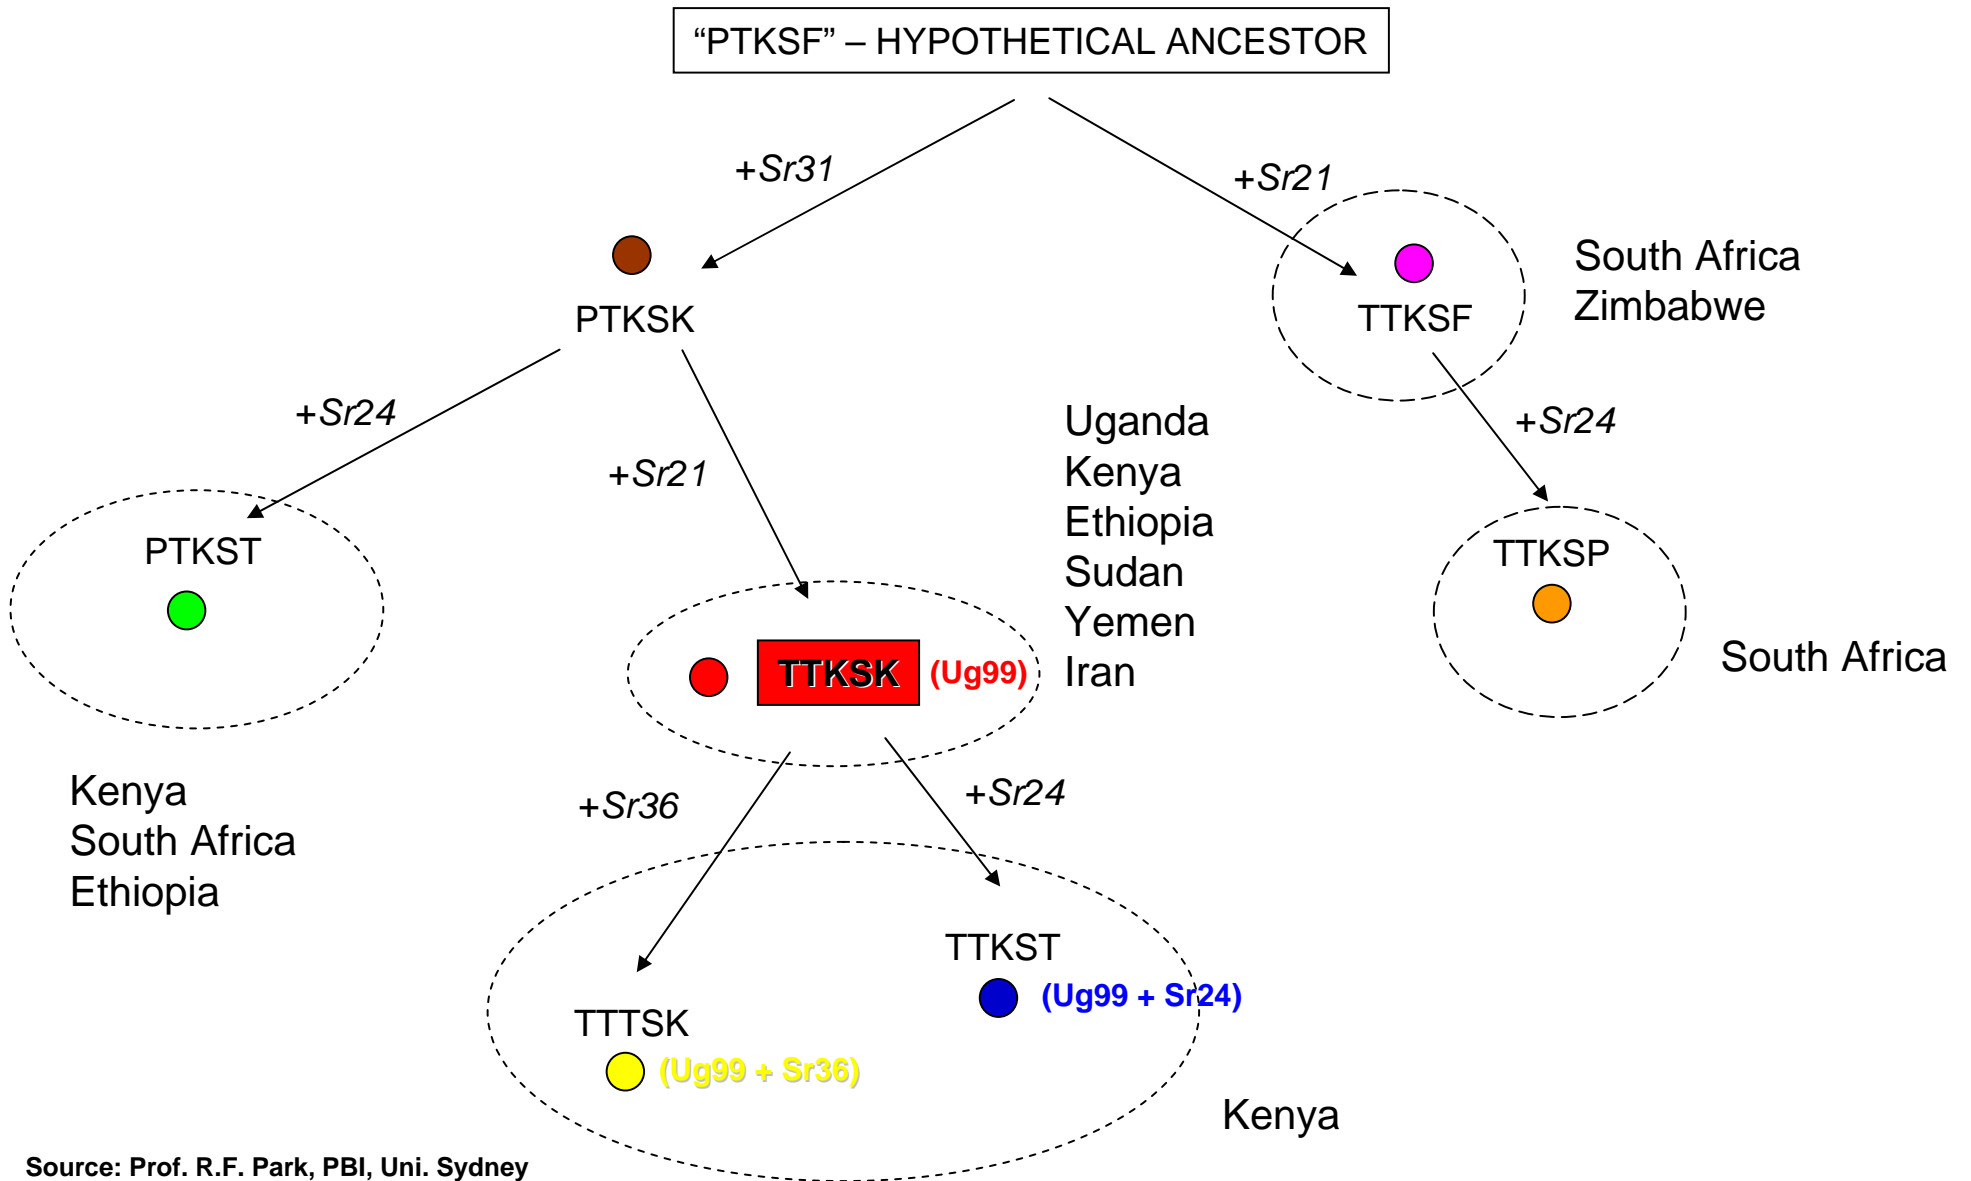 “PTKSF” – HYPOTHETICAL ANCESTOR
+Sr31
+Sr21
PTKSK
TTKSF
South Africa
Zimbabwe
+Sr24
+Sr21
+Sr24
Uganda
Kenya
Ethiopia
Sudan
Yemen
Iran
PTKST
TTKSP
TTKSK (Ug99)
South Africa
Kenya
South Africa
Ethiopia
+Sr36
+Sr24
TTKST
(Ug99 + Sr24)
TTTSK
(Ug99 + Sr36)
Kenya
Source: Prof. R.F. Park, PBI, Uni. Sydney